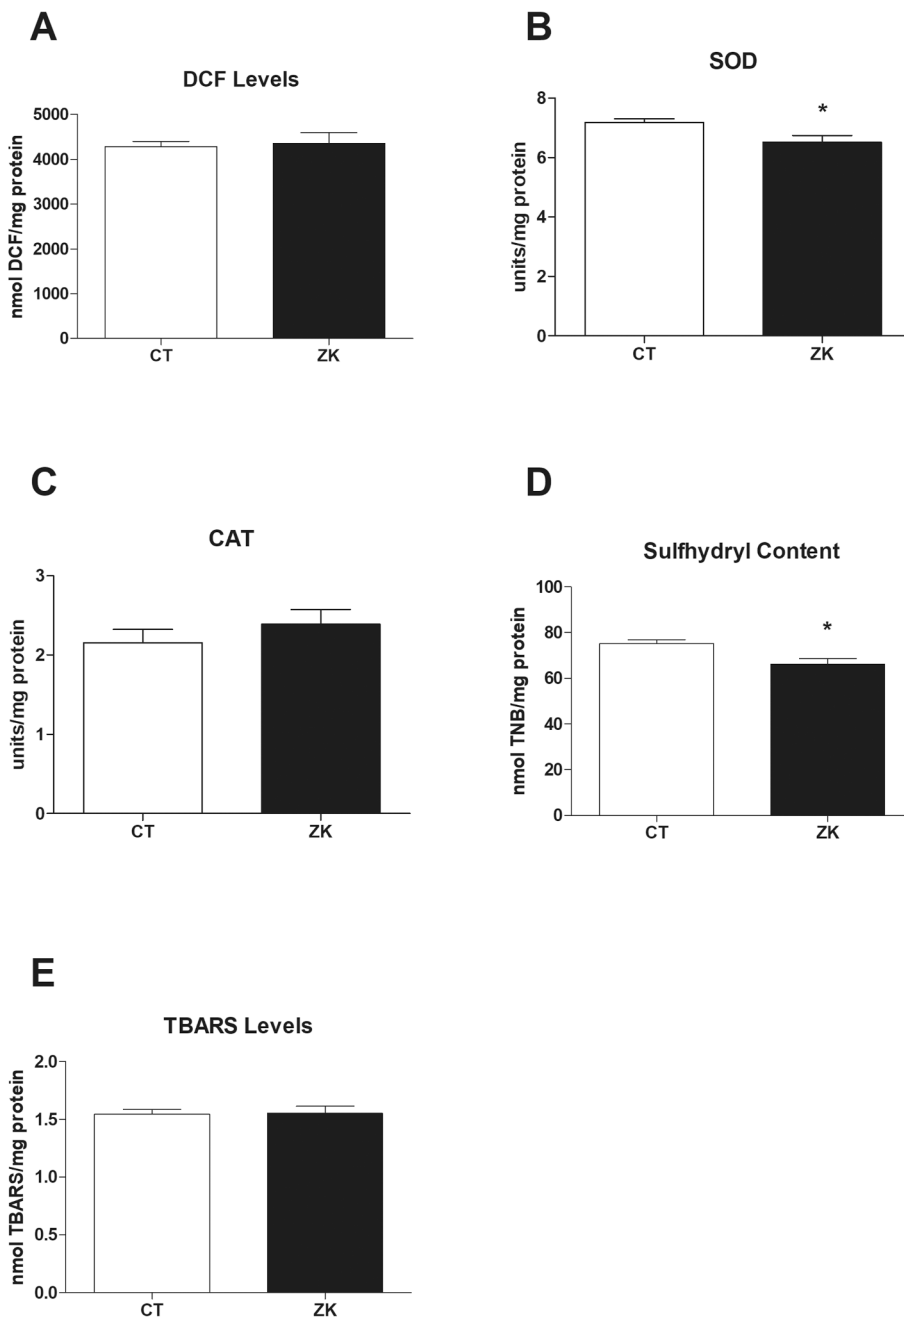 A
DCF Levels
nmol DCF/mg protein
5000
4000
3000
2000
1000
0
CT ZK
B
SOD
units/mg protein
8
6
4
2
0
*
CT ZK
C
CAT
units/mg protein
3
2
1
0
CT ZK
D
Sulfhydryl Content
nmol TNB/mg protein
100
80
60
40
20
0
*
CT ZK
E
TBARS Levels
nmol TBARS/mg protein
2.0
1.5
1.0
0.5
0.0
CT ZK